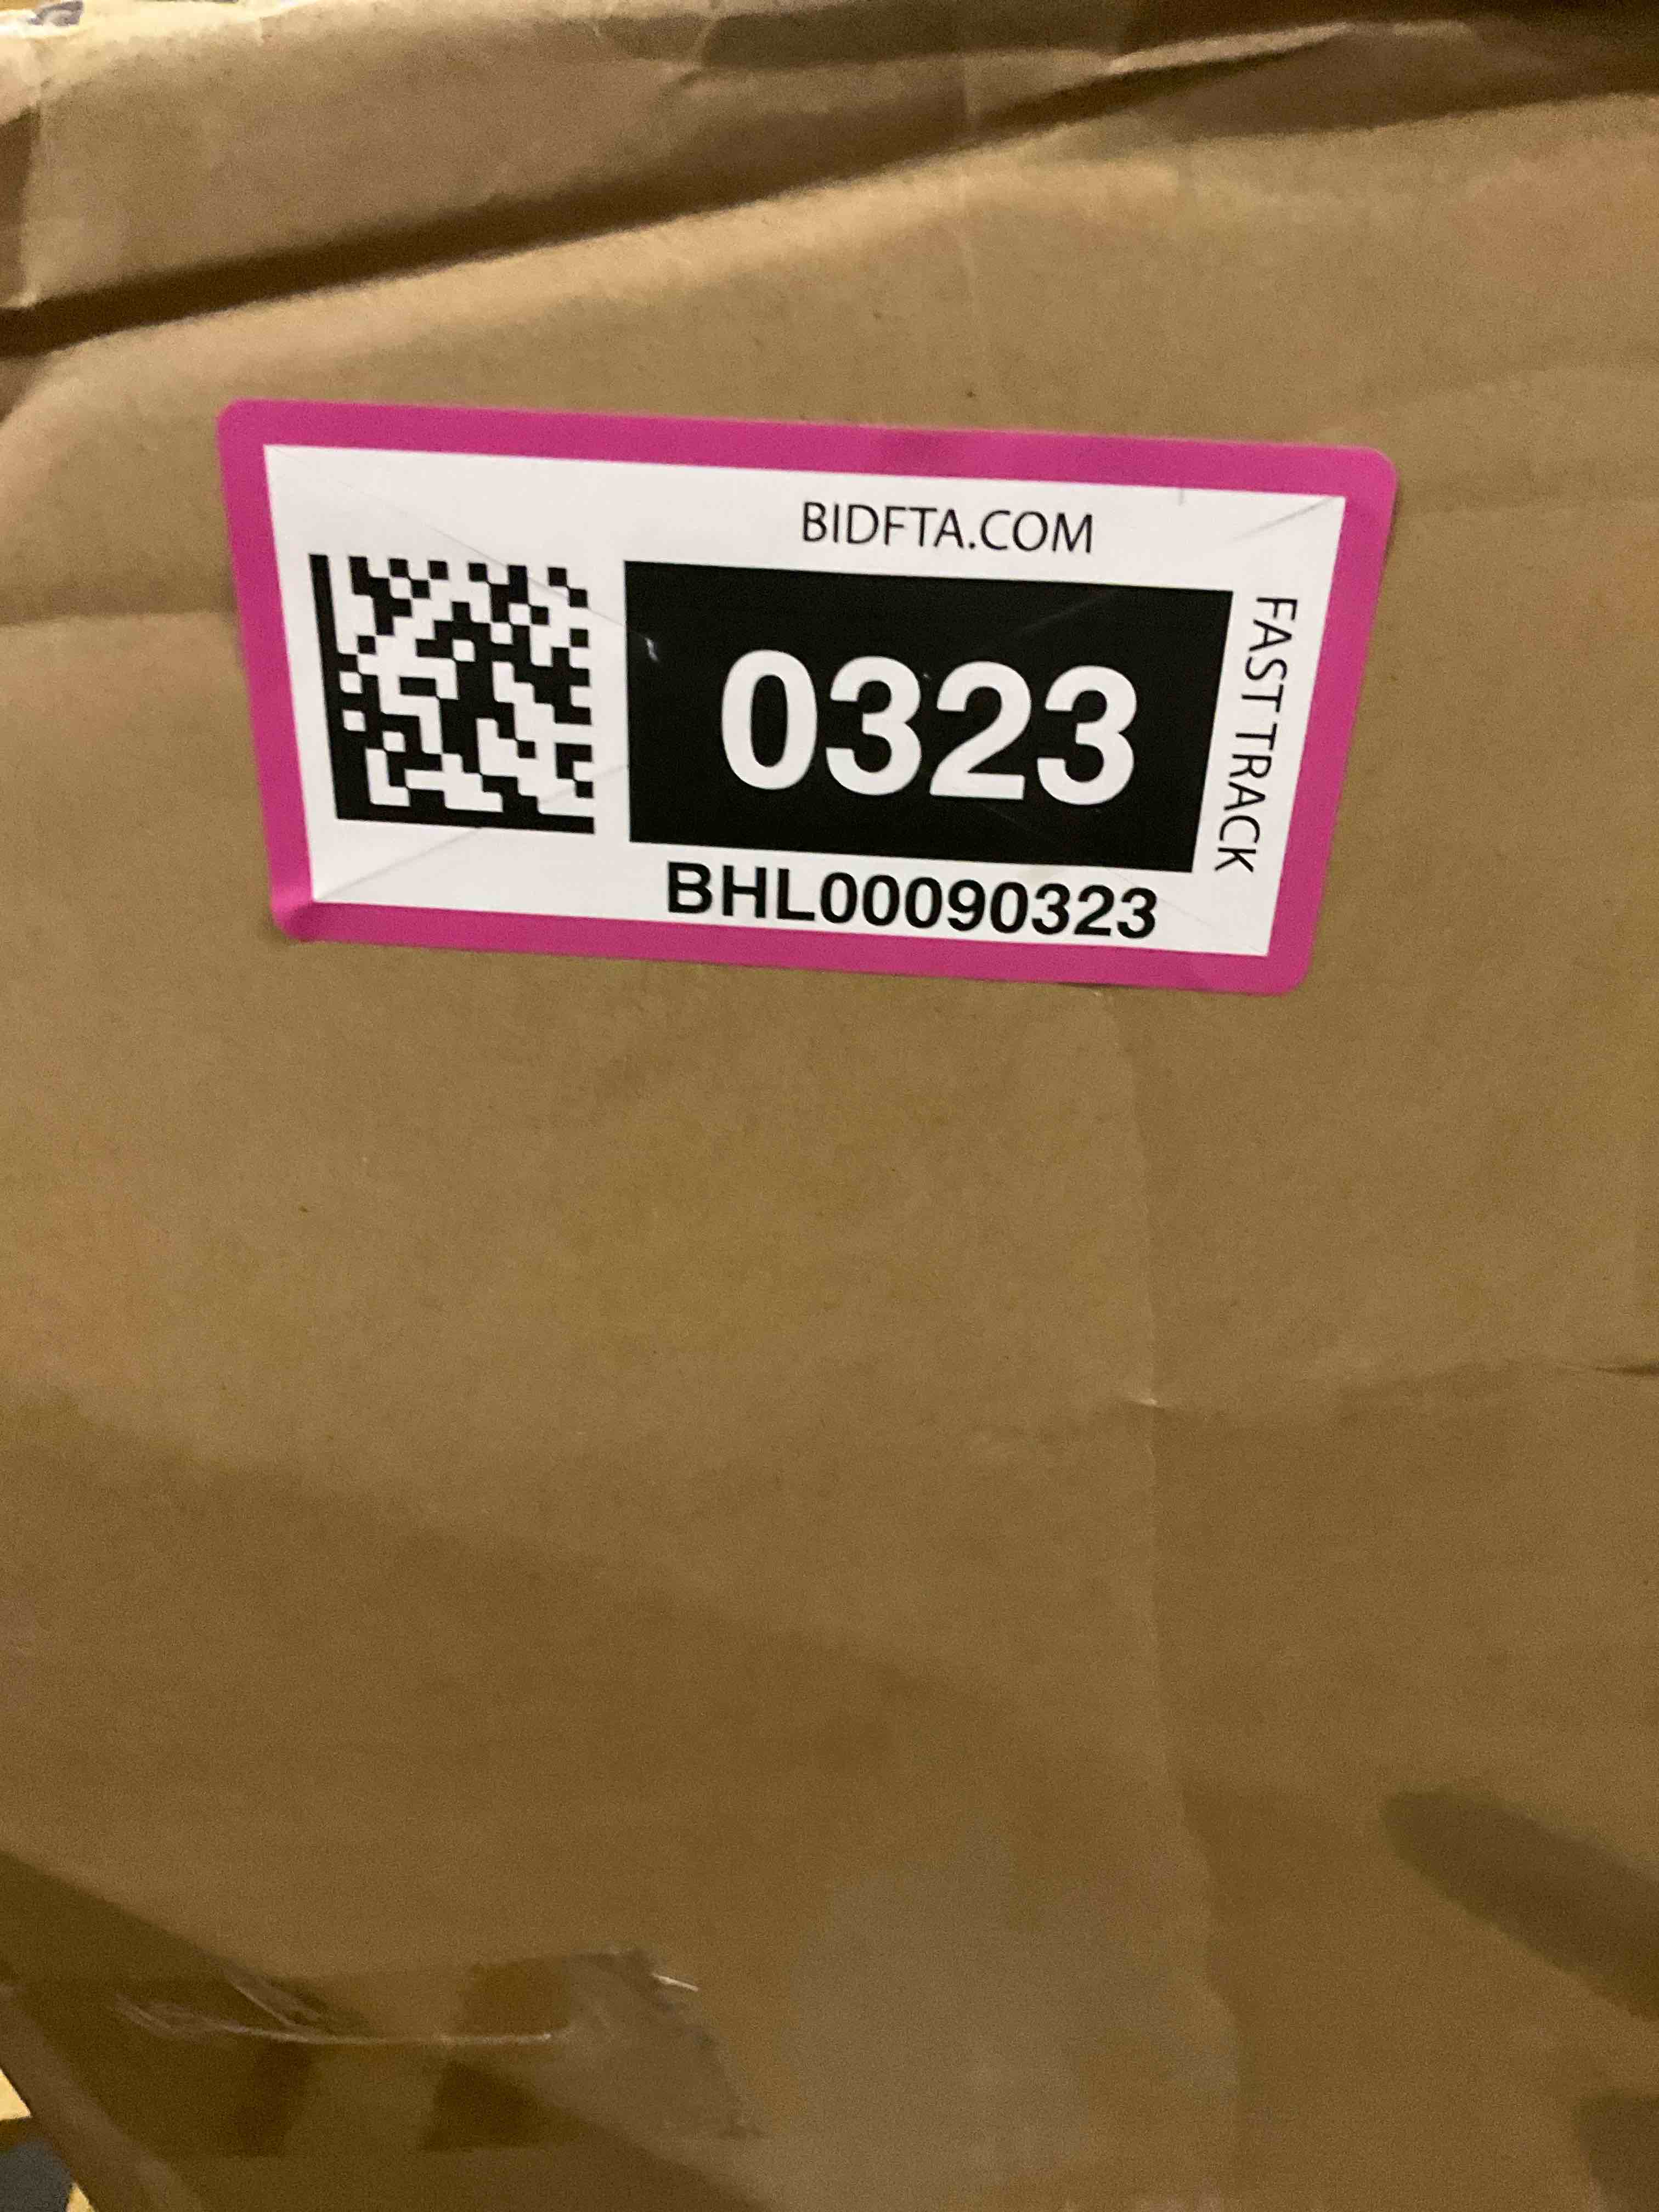 BIDFTA.COM
0323
FAST TRACK
BHL00090323